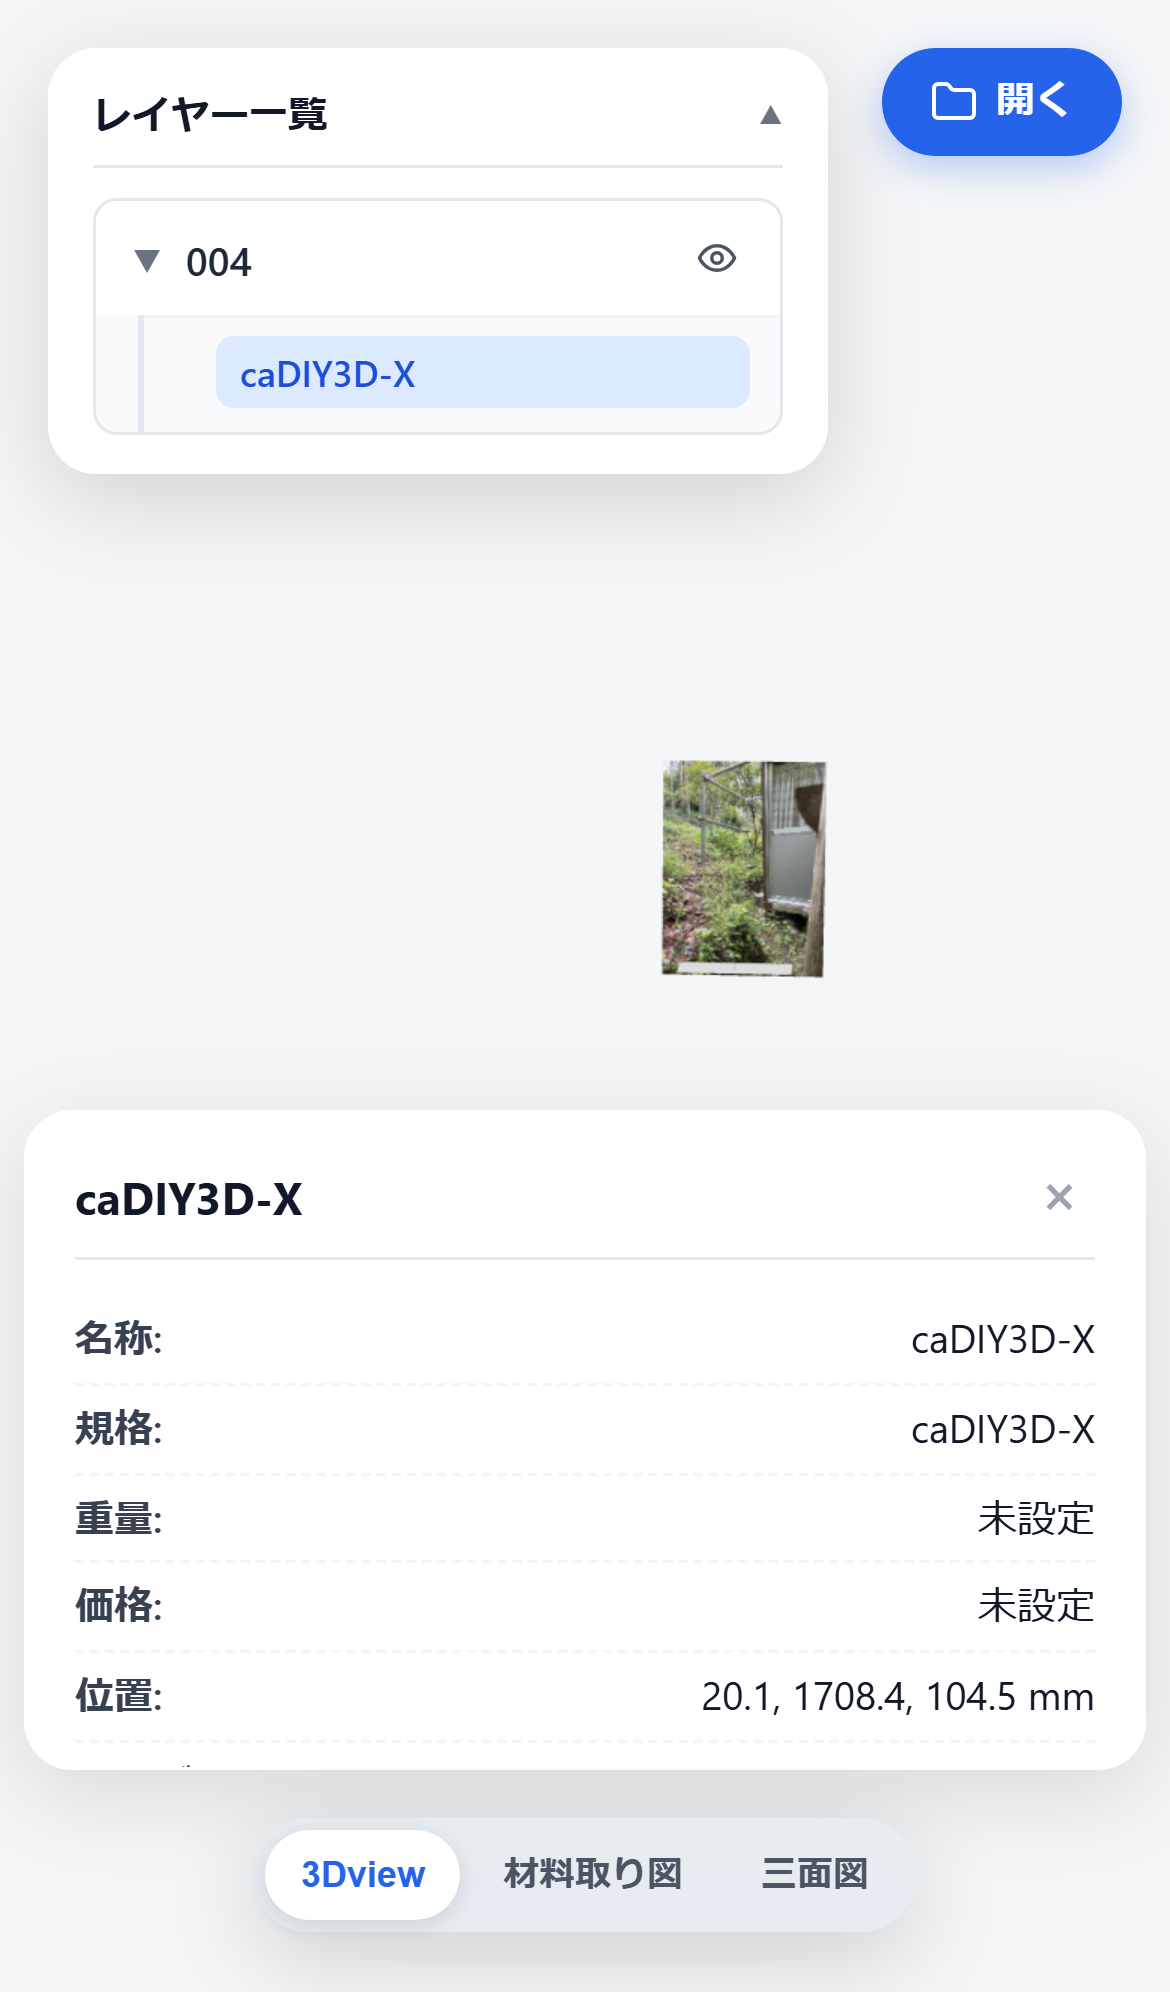 レイヤー一覧
▲
開く
▼ 004
caDIY3D-X
caDIY3D-X
×
名称: caDIY3D-X
規格: caDIY3D-X
重量: 未設定
価格: 未設定
位置: 20.1, 1708.4, 104.5 mm
3Dview 材料取り図 三面図